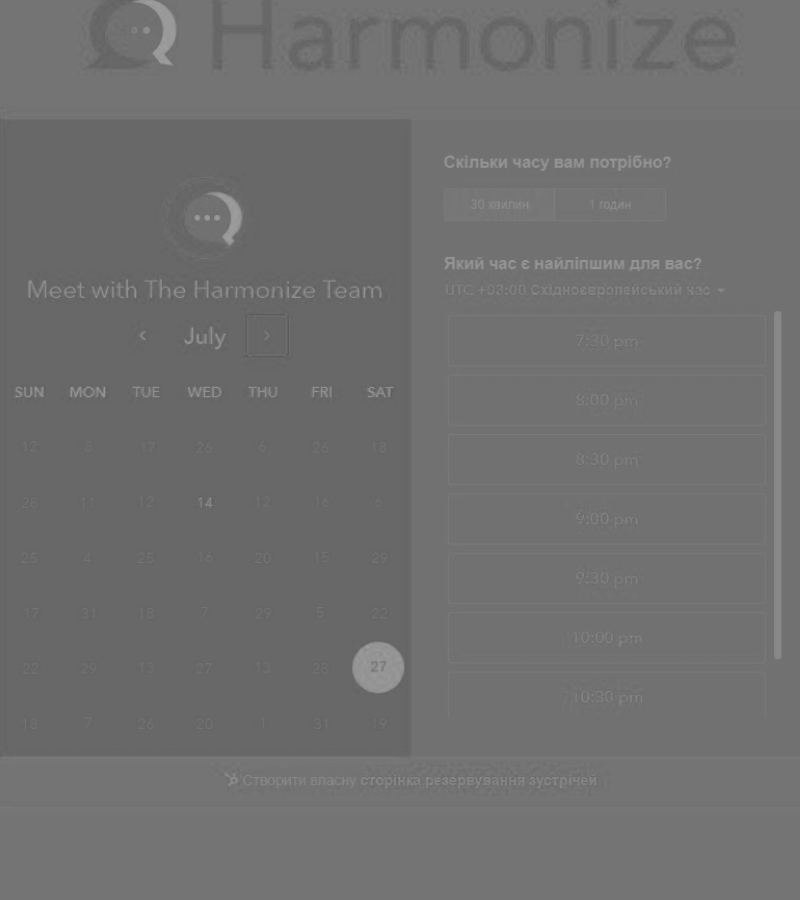 Harmonize
Meet with The Harmonize Team
July
SUN MON TUE WED THU FRI SAT
12 8 17 26 6 26 18
28 11 12 14 12 16 6
25 4 25 16 20 15 29
17 31 18 7 29 5 22
22 29 13 27 13 28 27
18 7 26 20 1 31 19
Скільки часу вам потрібно?
30 хвилин 1 годин
Який час є найліпшим для вас?
UTC +03:00 Східноєвропейський час
7:30 pm
8:00 pm
8:30 pm
9:00 pm
9:30 pm
10:00 pm
10:30 pm
Створити власну сторінка резервування зустрічей